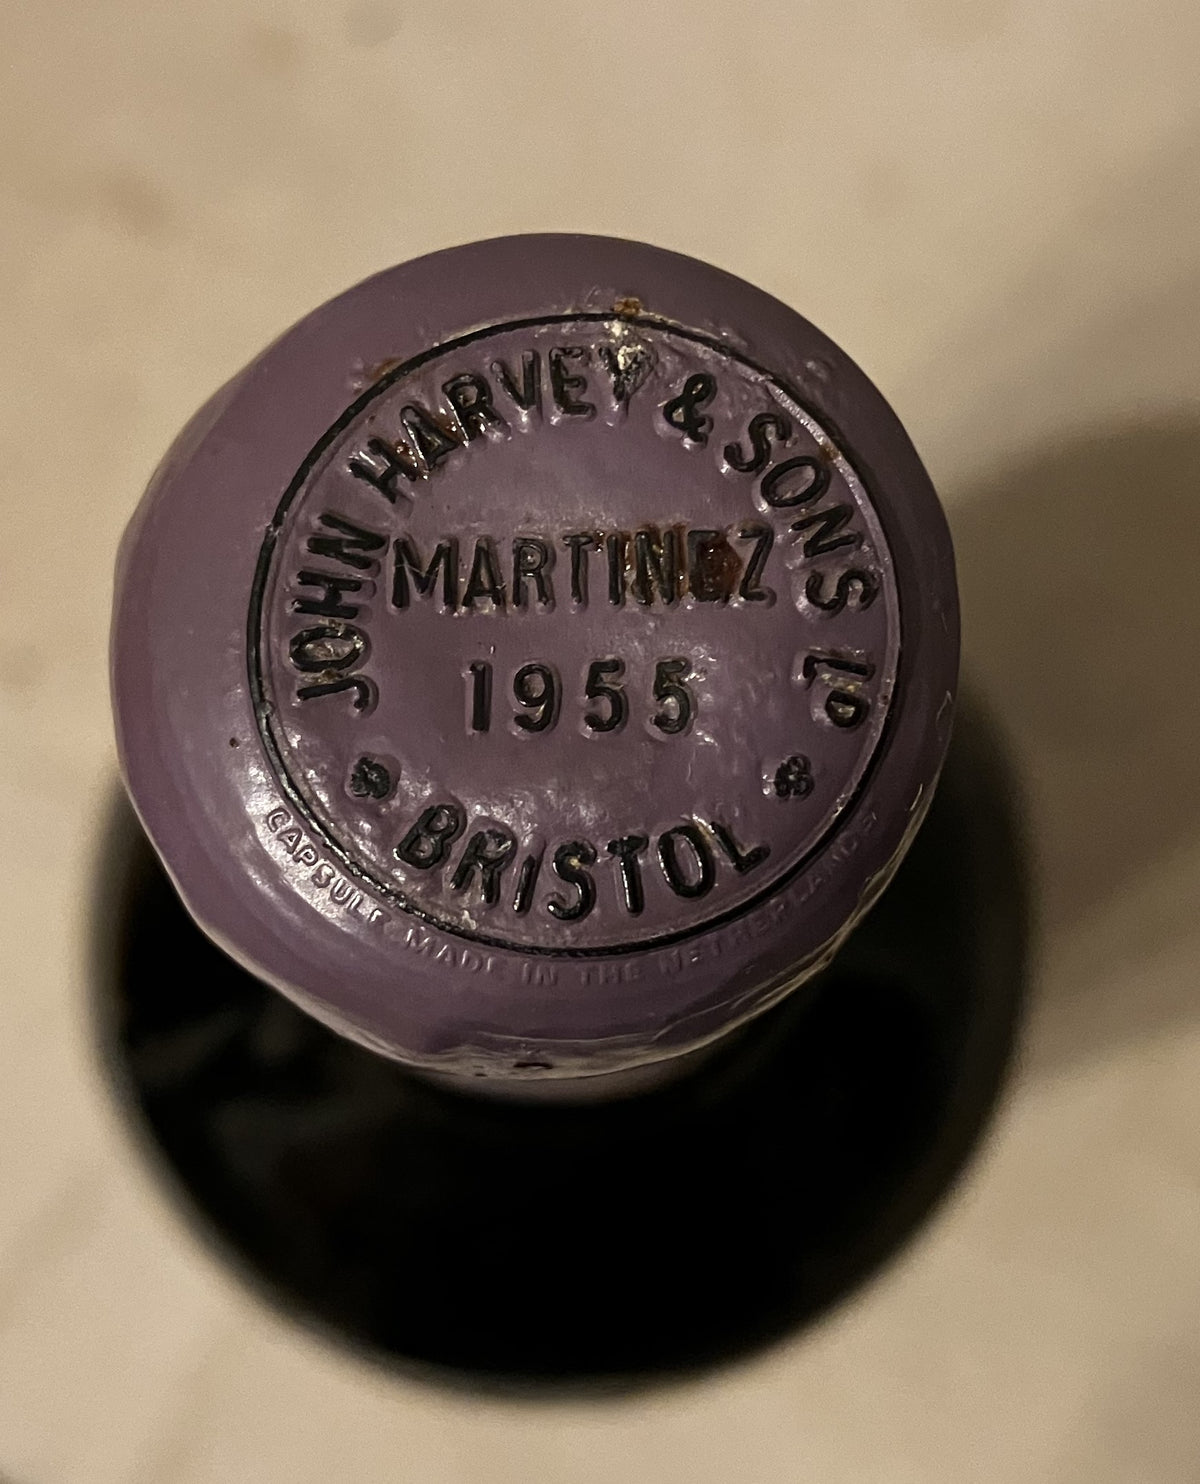 JOHN HARVEY & SONS LD
MARTINEZ
1955
BRISTOL
CAPSULE MADE IN THE NETHERLANDS